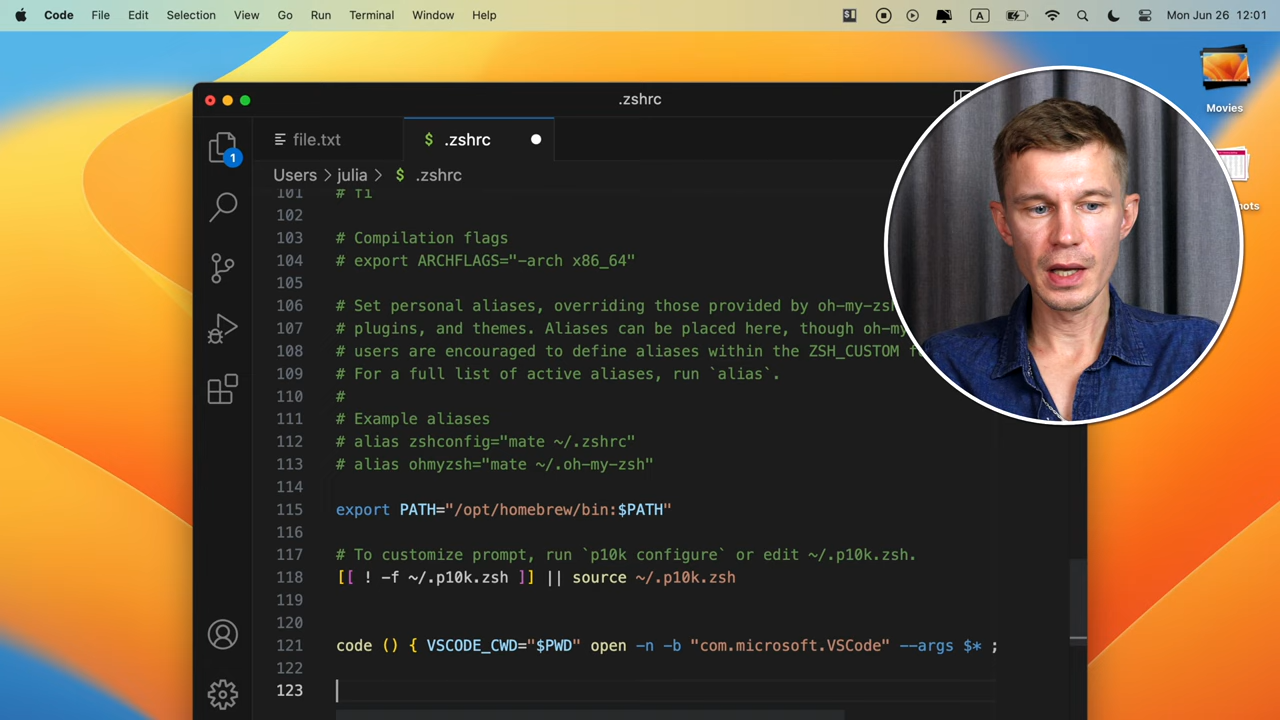 Code File Edit Selection View Go Run Terminal Window Help A Mon Jun 26 12:01
Movies
.zshrc
file.txt $ .zshrc
1
Users > julia > $ .zshrc
101 # fi
102
103 # Compilation flags
104 # export ARCHFLAGS="-arch x86_64"
105
106 # Set personal aliases, overriding those provided by
107 # plugins, and themes. Aliases can be placed here, though
108 # users are encouraged to define aliases within the ZSH_CUSTOM
109 # For a full list of active aliases, run `alias`.
110 #
111 # Example aliases
112 # alias zshconfig="mate ~/.zshrc"
113 # alias ohmyzsh="mate ~/.oh-my-zsh"
114
115 export PATH="/opt/homebrew/bin:$PATH"
116
117 # To customize prompt, run `p10k configure` or edit ~/.p10k.zsh.
118 [[ ! -f ~/.p10k.zsh ]] || source ~/.p10k.zsh
119
120
121 code () { VSCODE_CWD="$PWD" open -n -b "com.microsoft.VSCode" --args $* ;
122
123